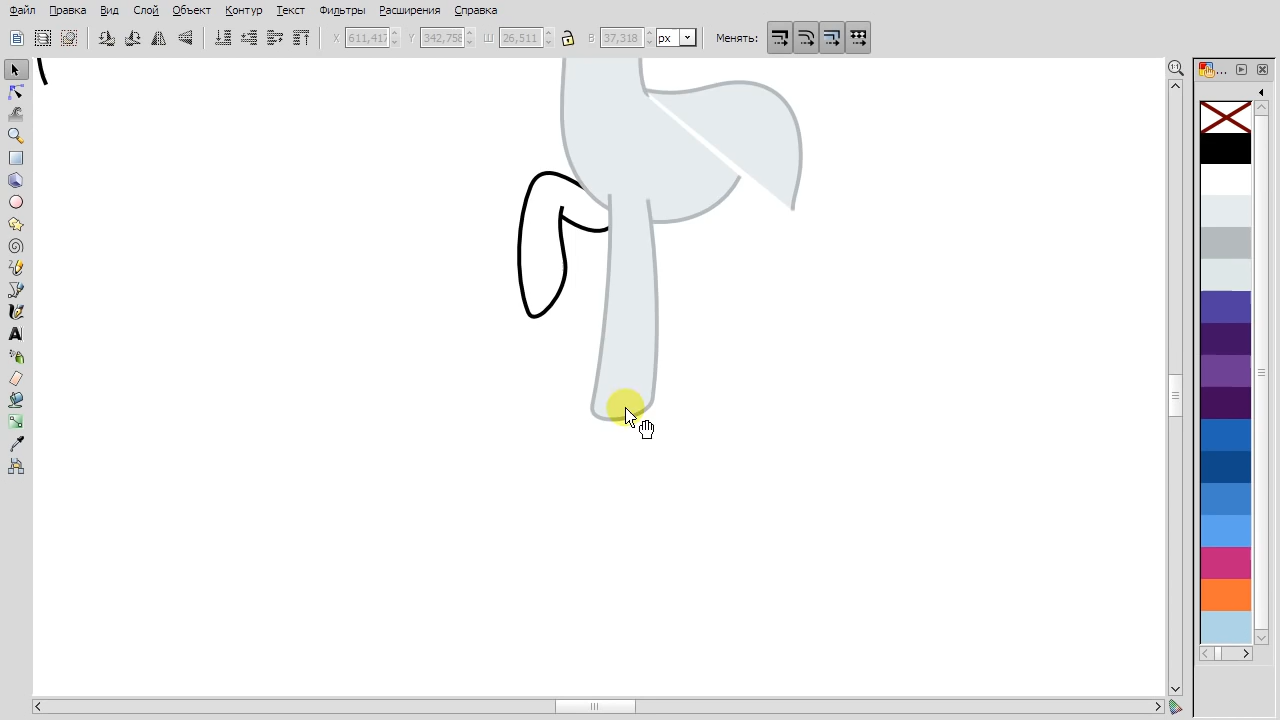 Файл Правка Вид Слой Объект Контур Текст Фильтры Расширения Справка
X 611,417 Y 342,758 Ш 26,511 В 37,318 px Менять:
A